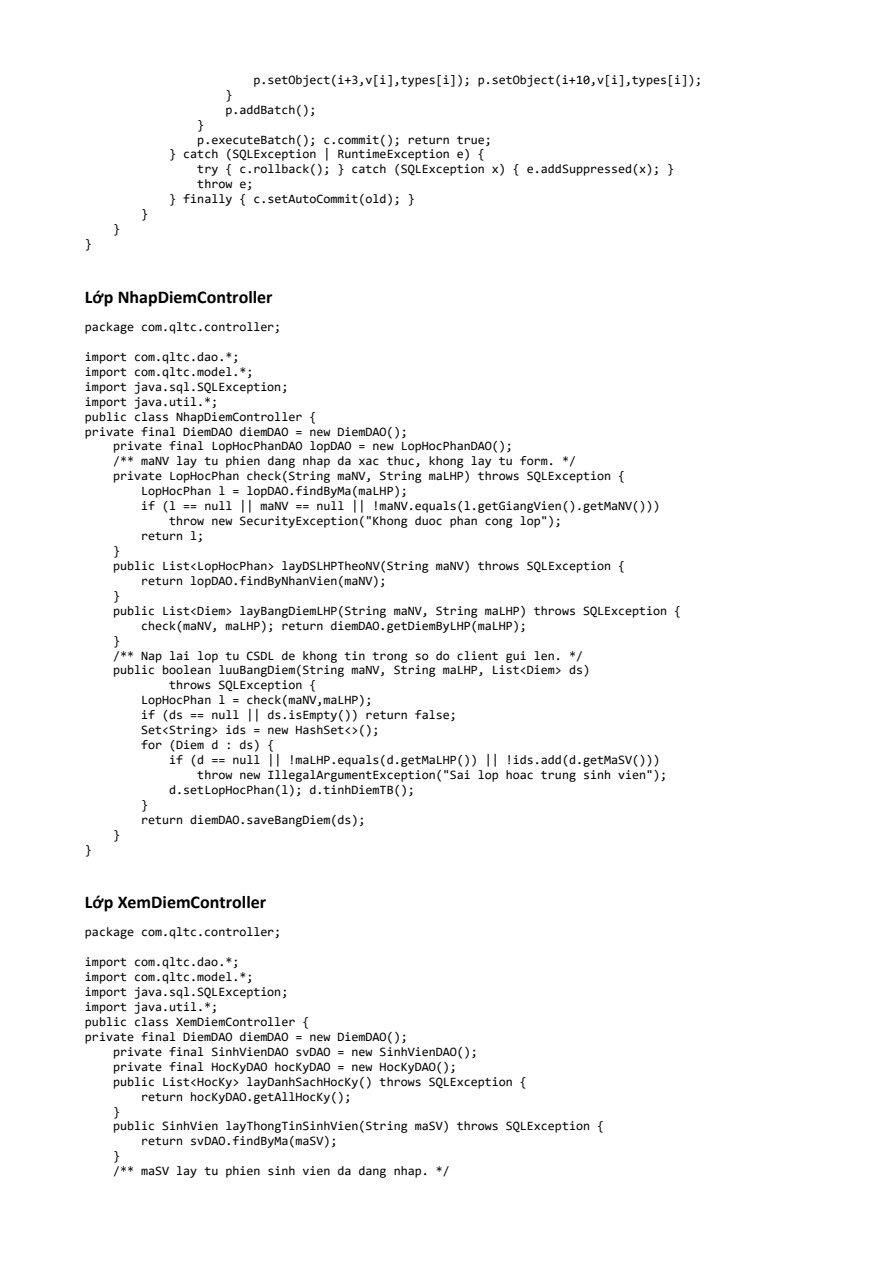 p.setObject(i+3,v[i],types[i]); p.setObject(i+10,v[i],types[i]);
                    }
                    p.addBatch();
                }
                p.executeBatch(); c.commit(); return true;
            } catch (SQLException | RuntimeException e) {
                try { c.rollback(); } catch (SQLException x) { e.addSuppressed(x); }
                throw e;
            } finally { c.setAutoCommit(old); }
        }
    }
}
Lớp NhapDiemController
package com.qltc.controller;
import com.qltc.dao.*;
import com.qltc.model.*;
import java.sql.SQLException;
import java.util.*;
public class NhapDiemController {
private final DiemDAO diemDAO = new DiemDAO();
    private final LopHocPhanDAO lopDAO = new LopHocPhanDAO();
    /** maNV lay tu phien dang nhap da xac thuc, khong lay tu form. */
    private LopHocPhan check(String maNV, String maLHP) throws SQLException {
        LopHocPhan l = lopDAO.findByMa(maLHP);
        if (l == null || maNV == null || !maNV.equals(l.getGiangVien().getMaNV()))
            throw new SecurityException("Khong duoc phan cong lop");
        return l;
    }
    public List<LopHocPhan> layDSLHPTheoNV(String maNV) throws SQLException {
        return lopDAO.findByNhanVien(maNV);
    }
    public List<Diem> layBangDiemLHP(String maNV, String maLHP) throws SQLException {
        check(maNV, maLHP); return diemDAO.getDiemByLHP(maLHP);
    }
    /** Nap lai lop tu CSDL de khong tin trong so do client gui len. */
    public boolean luuBangDiem(String maNV, String maLHP, List<Diem> ds)
            throws SQLException {
        LopHocPhan l = check(maNV,maLHP);
        if (ds == null || ds.isEmpty()) return false;
        Set<String> ids = new HashSet<>();
        for (Diem d : ds) {
            if (d == null || !maLHP.equals(d.getMaLHP()) || !ids.add(d.getMaSV()))
                throw new IllegalArgumentException("Sai lop hoac trung sinh vien");
            d.setLopHocPhan(l); d.tinhDiemTB();
        }
        return diemDAO.saveBangDiem(ds);
    }
}
Lớp XemDiemController
package com.qltc.controller;
import com.qltc.dao.*;
import com.qltc.model.*;
import java.sql.SQLException;
import java.util.*;
public class XemDiemController {
private final DiemDAO diemDAO = new DiemDAO();
    private final SinhVienDAO svDAO = new SinhVienDAO();
    private final HocKyDAO hocKyDAO = new HocKyDAO();
    public List<HocKy> layDanhSachHocKy() throws SQLException {
        return hocKyDAO.getAllHocKy();
    }
    public SinhVien layThongTinSinhVien(String maSV) throws SQLException {
        return svDAO.findByMa(maSV);
    }
    /** maSV lay tu phien sinh vien da dang nhap. */